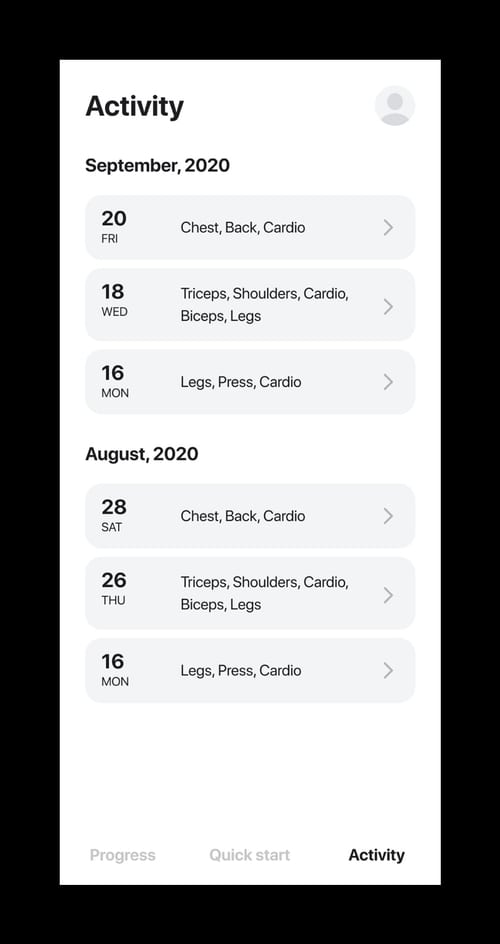 Activity
September, 2020
20
FRI
Chest, Back, Cardio
18
WED
Triceps, Shoulders, Cardio,
Biceps, Legs
16
MON
Legs, Press, Cardio
August, 2020
28
SAT
Chest, Back, Cardio
26
THU
Triceps, Shoulders, Cardio,
Biceps, Legs
16
MON
Legs, Press, Cardio
Progress
Quick start
Activity